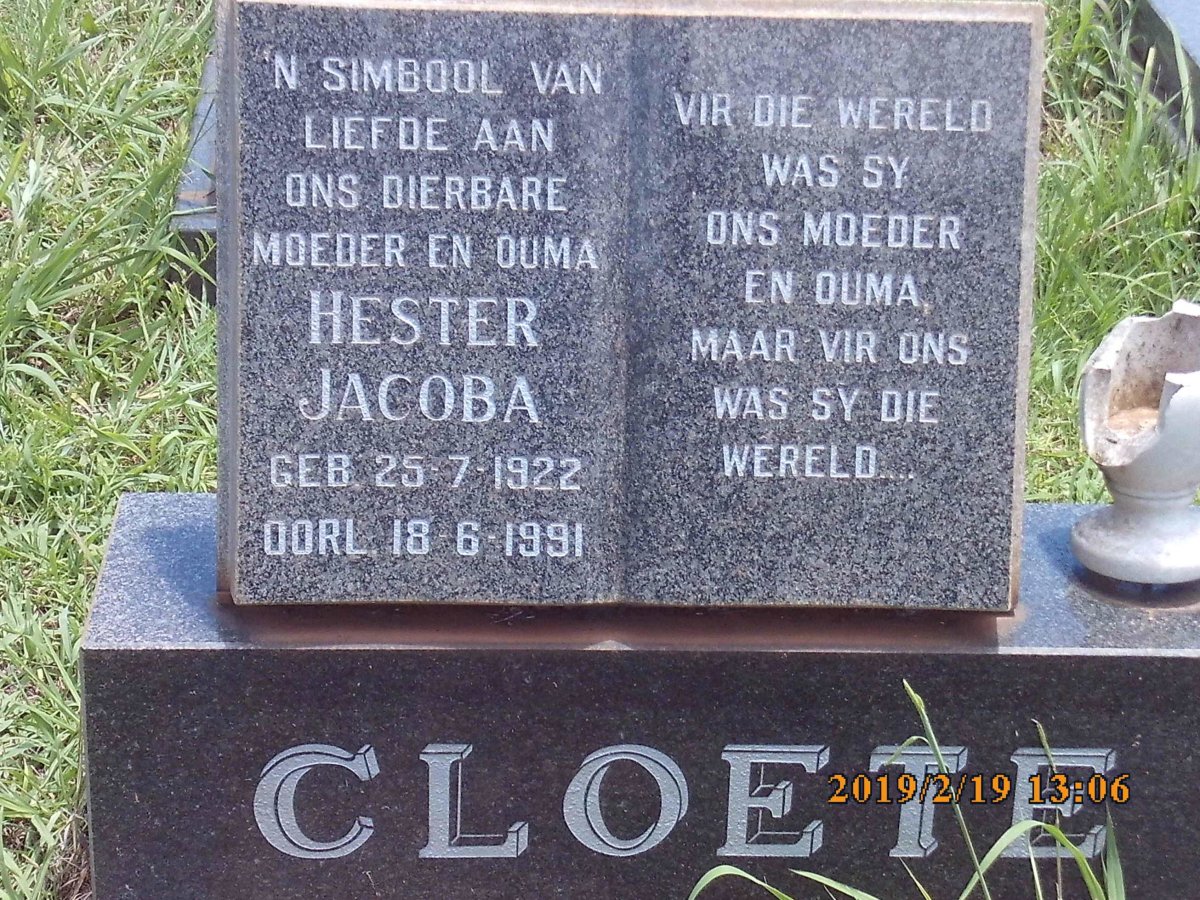 'N SIMBOOL VAN
LIEFDE AAN
ONS DIERBARE
MOEDER EN OUMA
HESTER
JACOBA
GEB 25-7-1922
OORL 18-6-1991
VIR DIE WERELD
WAS SY
ONS MOEDER
EN OUMA,
MAAR VIR ONS
WAS SY DIE
WERELD....
CLOETE
2019/2/19 13:06